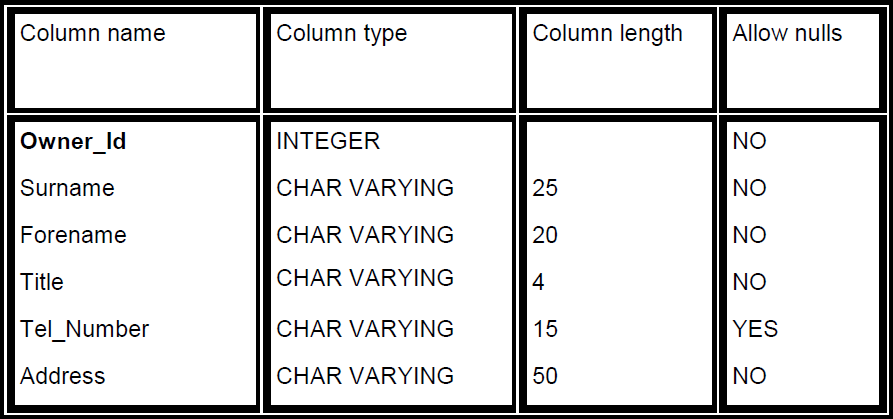 Column name Column type Column length Allow nulls
Owner_Id INTEGER NO
Surname CHAR VARYING 25 NO
Forename CHAR VARYING 20 NO
Title CHAR VARYING 4 NO
Tel_Number CHAR VARYING 15 YES
Address CHAR VARYING 50 NO